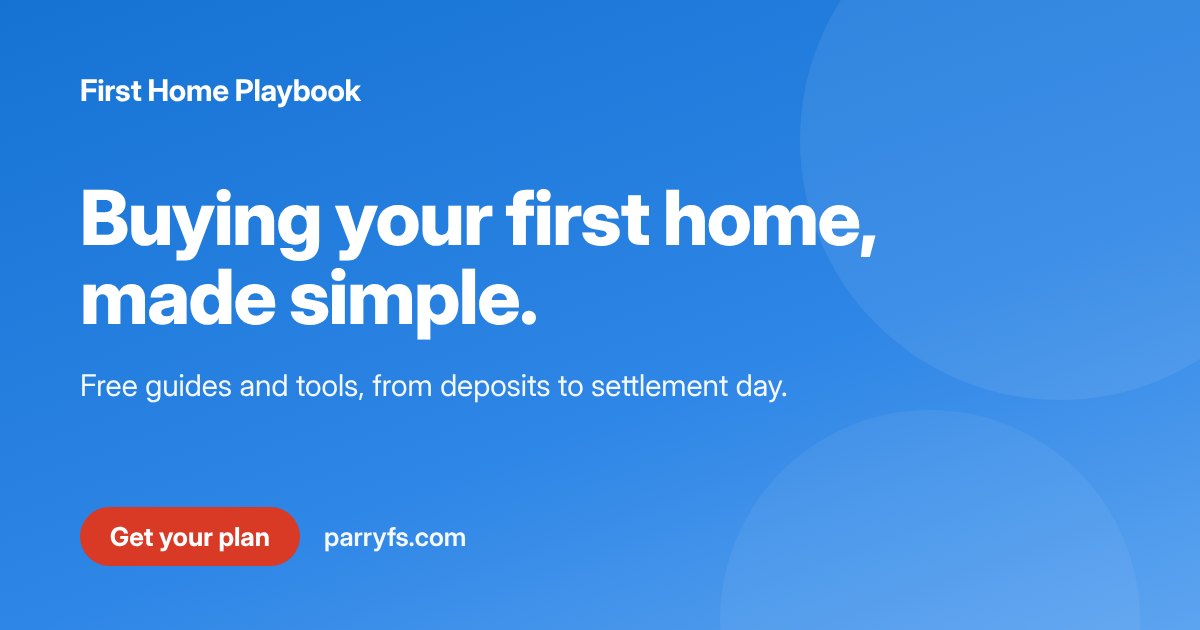 First Home Playbook
Buying your first home,
made simple.
Free guides and tools, from deposits to settlement day.
Get your plan
parryfs.com